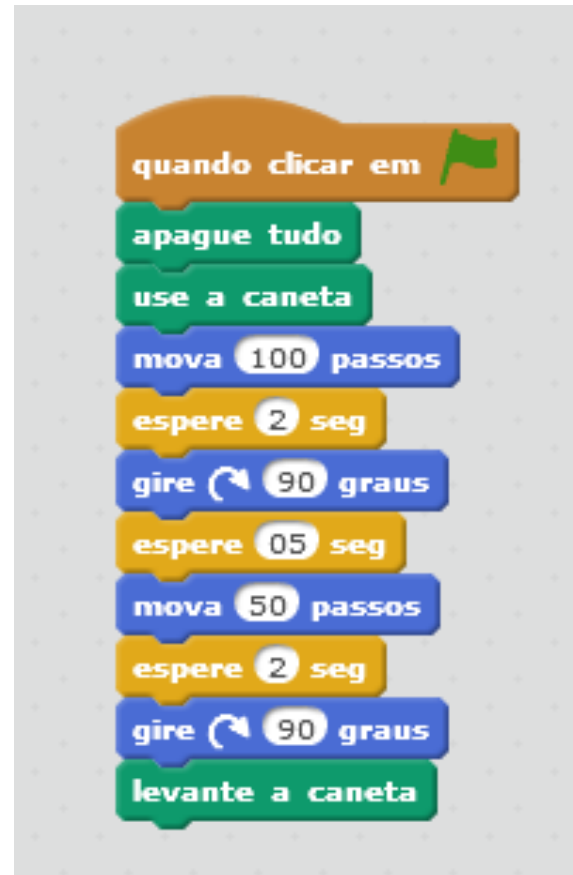 quando clicar em
apague tudo
use a caneta
mova 100 passos
espere 2 seg
gire 90 graus
espere 05 seg
mova 50 passos
espere 2 seg
gire 90 graus
levante a caneta